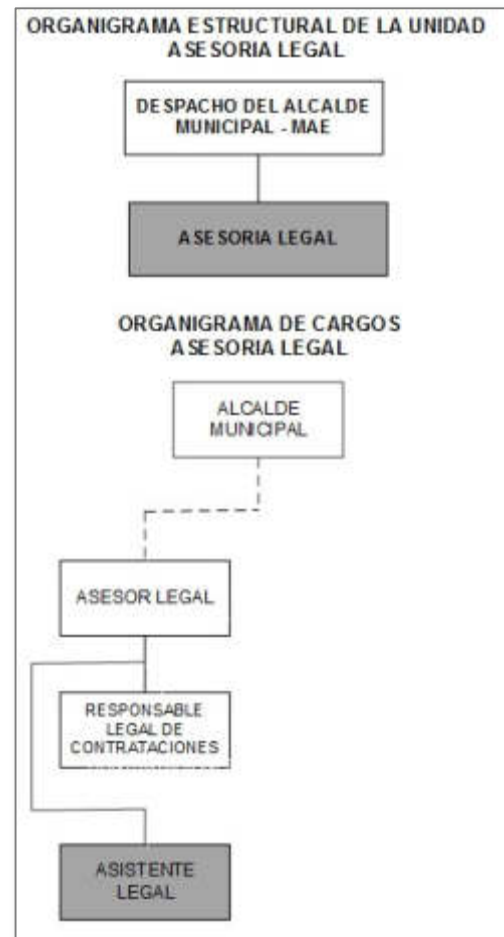 ORGANIGRAMA ESTRUCTURAL DE LA UNIDAD
ASESORIA LEGAL
DESPACHO DEL ALCALDE
MUNICIPAL - MAE
ASESORIA LEGAL
ORGANIGRAMA DE CARGOS
ASESORIA LEGAL
ALCALDE
MUNICIPAL
ASESOR LEGAL
RESPONSABLE
LEGAL DE
CONTRATACIONES
ASISTENTE
LEGAL